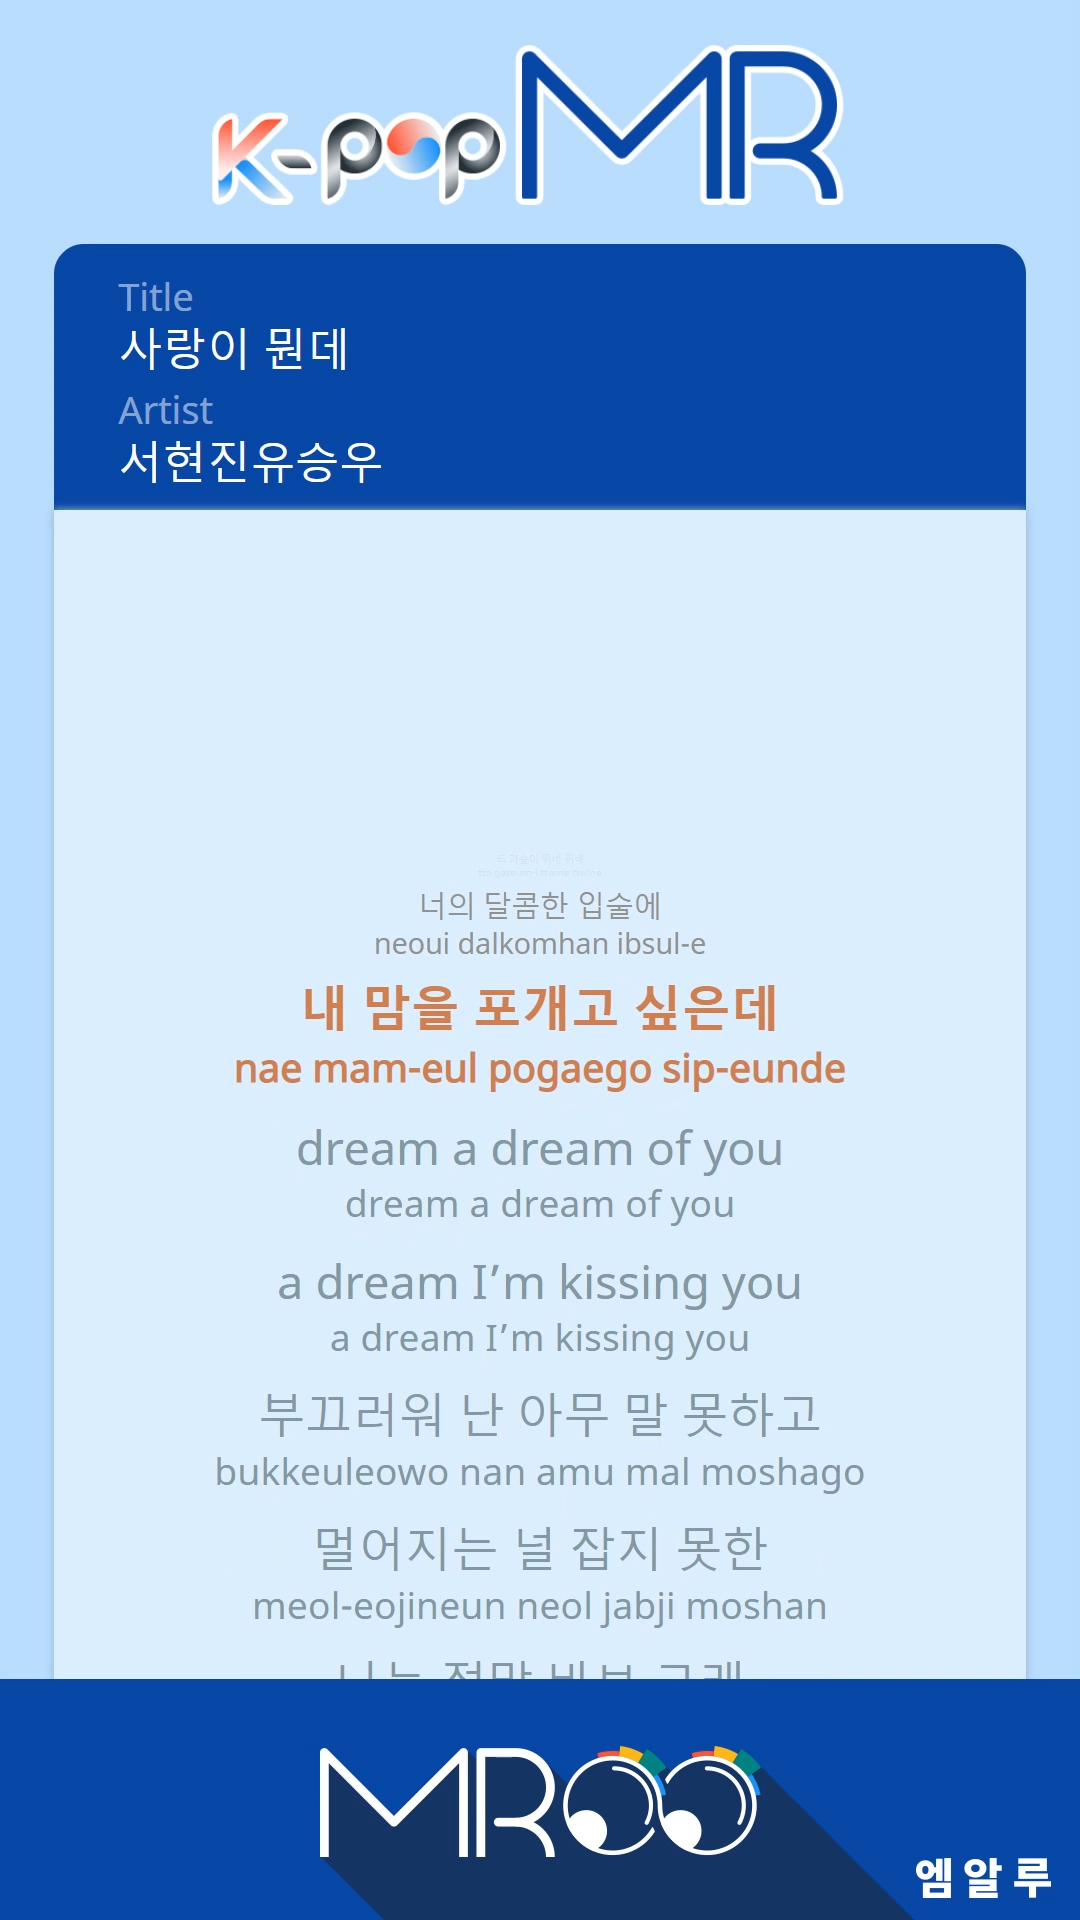 K-pop MR
Title
사랑이 뭔데
Artist
서현진유승우
너의 달콤한 입술에
neoui dalkomhan ibsul-e
내 맘을 포개고 싶은데
nae mam-eul pogaego sip-eunde
dream a dream of you
dream a dream of you
a dream I’m kissing you
a dream I’m kissing you
부끄러워 난 아무 말 못하고
bukkeuleowo nan amu mal moshago
멀어지는 널 잡지 못한
meol-eojineun neol jabji moshan
MROO
엠알루